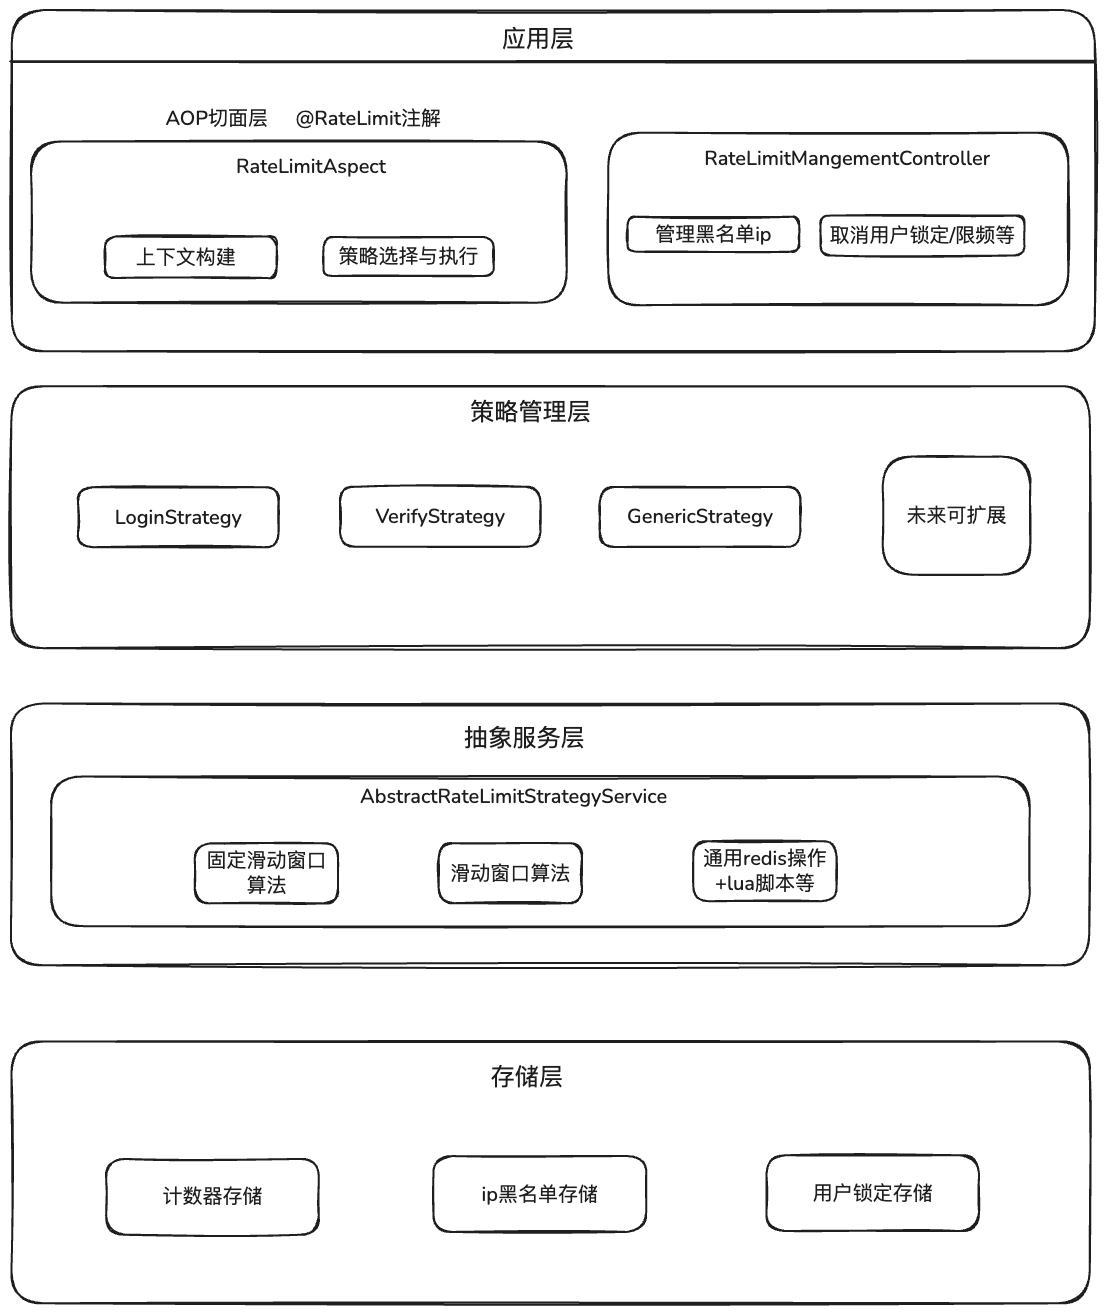 应用层
AOP切面层 @RateLimit注解
RateLimitAspect
上下文构建
策略选择与执行
RateLimitMangementController
管理黑名单ip
取消用户锁定/限频等
策略管理层
LoginStrategy
VerifyStrategy
GenericStrategy
未来可扩展
抽象服务层
AbstractRateLimitStrategyService
固定滑动窗口
算法
滑动窗口算法
通用redis操作
+lua脚本等
存储层
计数器存储
ip黑名单存储
用户锁定存储